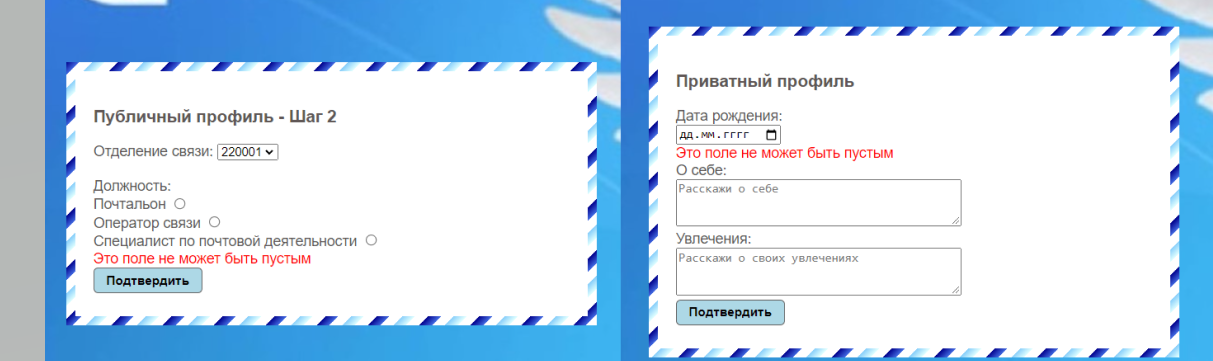 Публичный профиль - Шаг 2
Отделение связи: 220001
Должность:
Почтальон
Оператор связи
Специалист по почтовой деятельности
Это поле не может быть пустым
Подтвердить
Приватный профиль
Дата рождения:
дд.мм.гггг
Это поле не может быть пустым
О себе:
Расскажи о себе
Увлечения:
Расскажи о своих увлечениях
Подтвердить